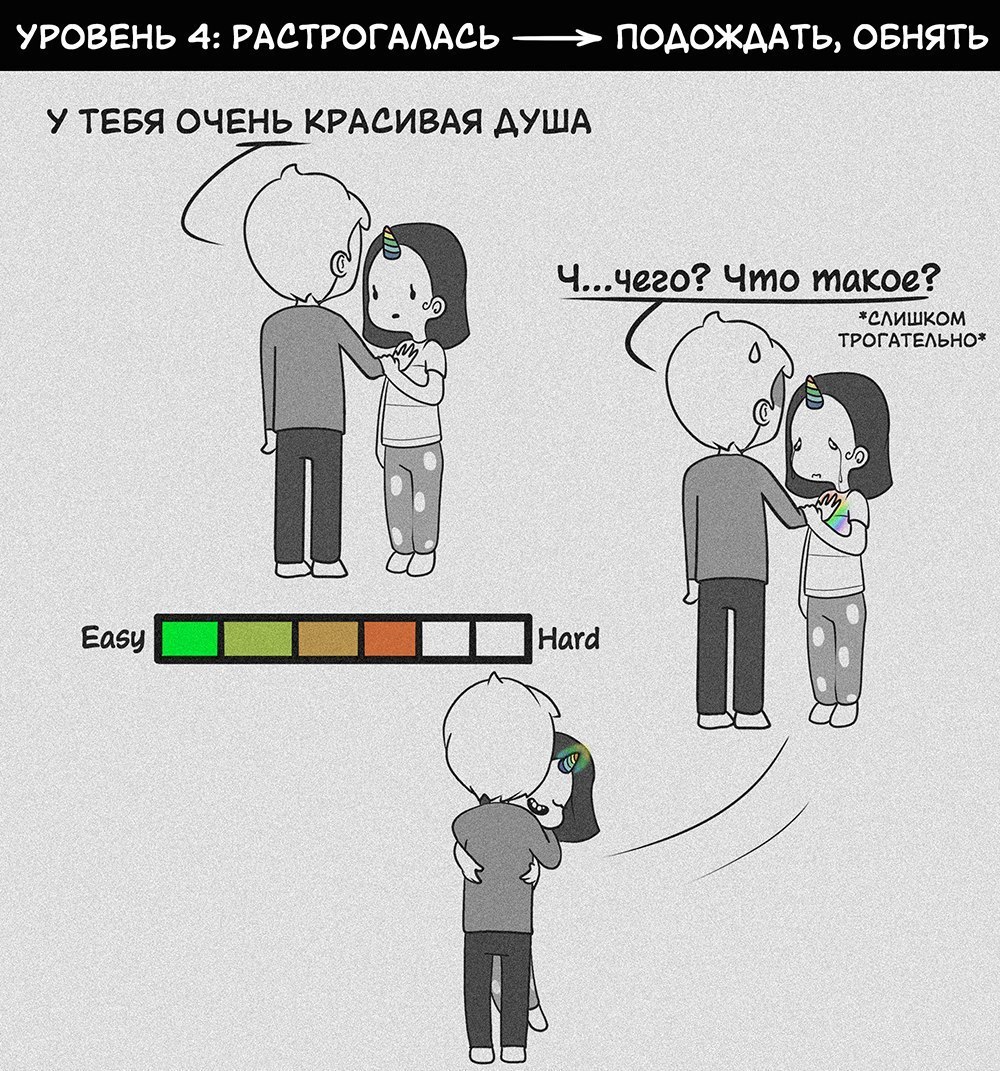 УРОВЕНЬ 4: РАСТРОГАЛАСЬ → ПОДОЖДАТЬ, ОБНЯТЬ
У ТЕБЯ ОЧЕНЬ КРАСИВАЯ ДУША
Ч...чего? Что такое?
*СЛИШКОМ
ТРОГАТЕЛЬНО*
Easy
Hard